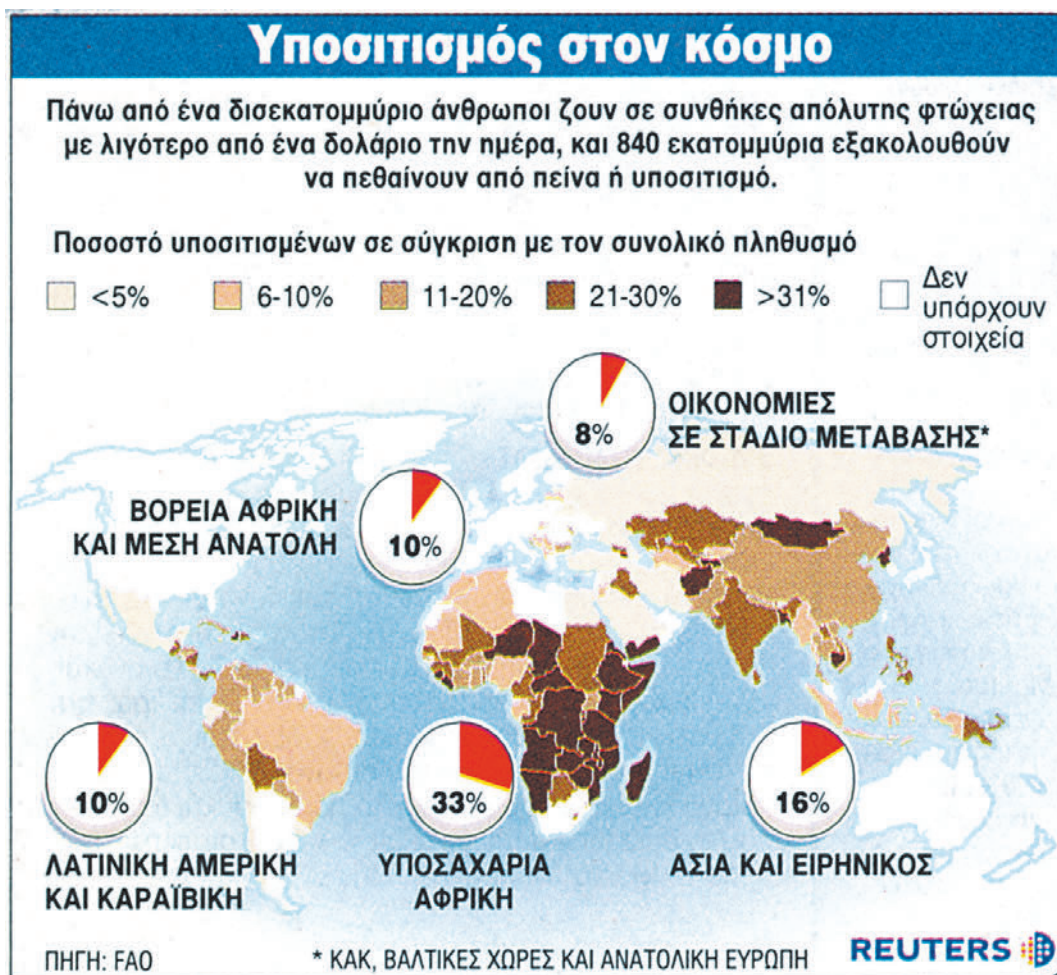 Υποσιτισμός στον κόσμο
Πάνω από ένα δισεκατομμύριο άνθρωποι ζουν σε συνθήκες απόλυτης φτώχειας
με λιγότερο από ένα δολάριο την ημέρα, και 840 εκατομμύρια εξακολουθούν
να πεθαίνουν από πείνα ή υποσιτισμό.
Ποσοστό υποσιτισμένων σε σύγκριση με τον συνολικό πληθυσμό
<5% 6-10% 11-20% 21-30% >31% Δεν
υπάρχουν
στοιχεία
8%
ΟΙΚΟΝΟΜΙΕΣ
ΣΕ ΣΤΑΔΙΟ ΜΕΤΑΒΑΣΗΣ*
ΒΟΡΕΙΑ ΑΦΡΙΚΗ
ΚΑΙ ΜΕΣΗ ΑΝΑΤΟΛΗ
10%
10%
ΛΑΤΙΝΙΚΗ ΑΜΕΡΙΚΗ
ΚΑΙ ΚΑΡΑΪΒΙΚΗ
33%
ΥΠΟΣΑΧΑΡΙΑ
ΑΦΡΙΚΗ
16%
ΑΣΙΑ ΚΑΙ ΕΙΡΗΝΙΚΟΣ
ΠΗΓΗ: FAO
* ΚΑΚ, ΒΑΛΤΙΚΕΣ ΧΩΡΕΣ ΚΑΙ ΑΝΑΤΟΛΙΚΗ ΕΥΡΩΠΗ
REUTERS